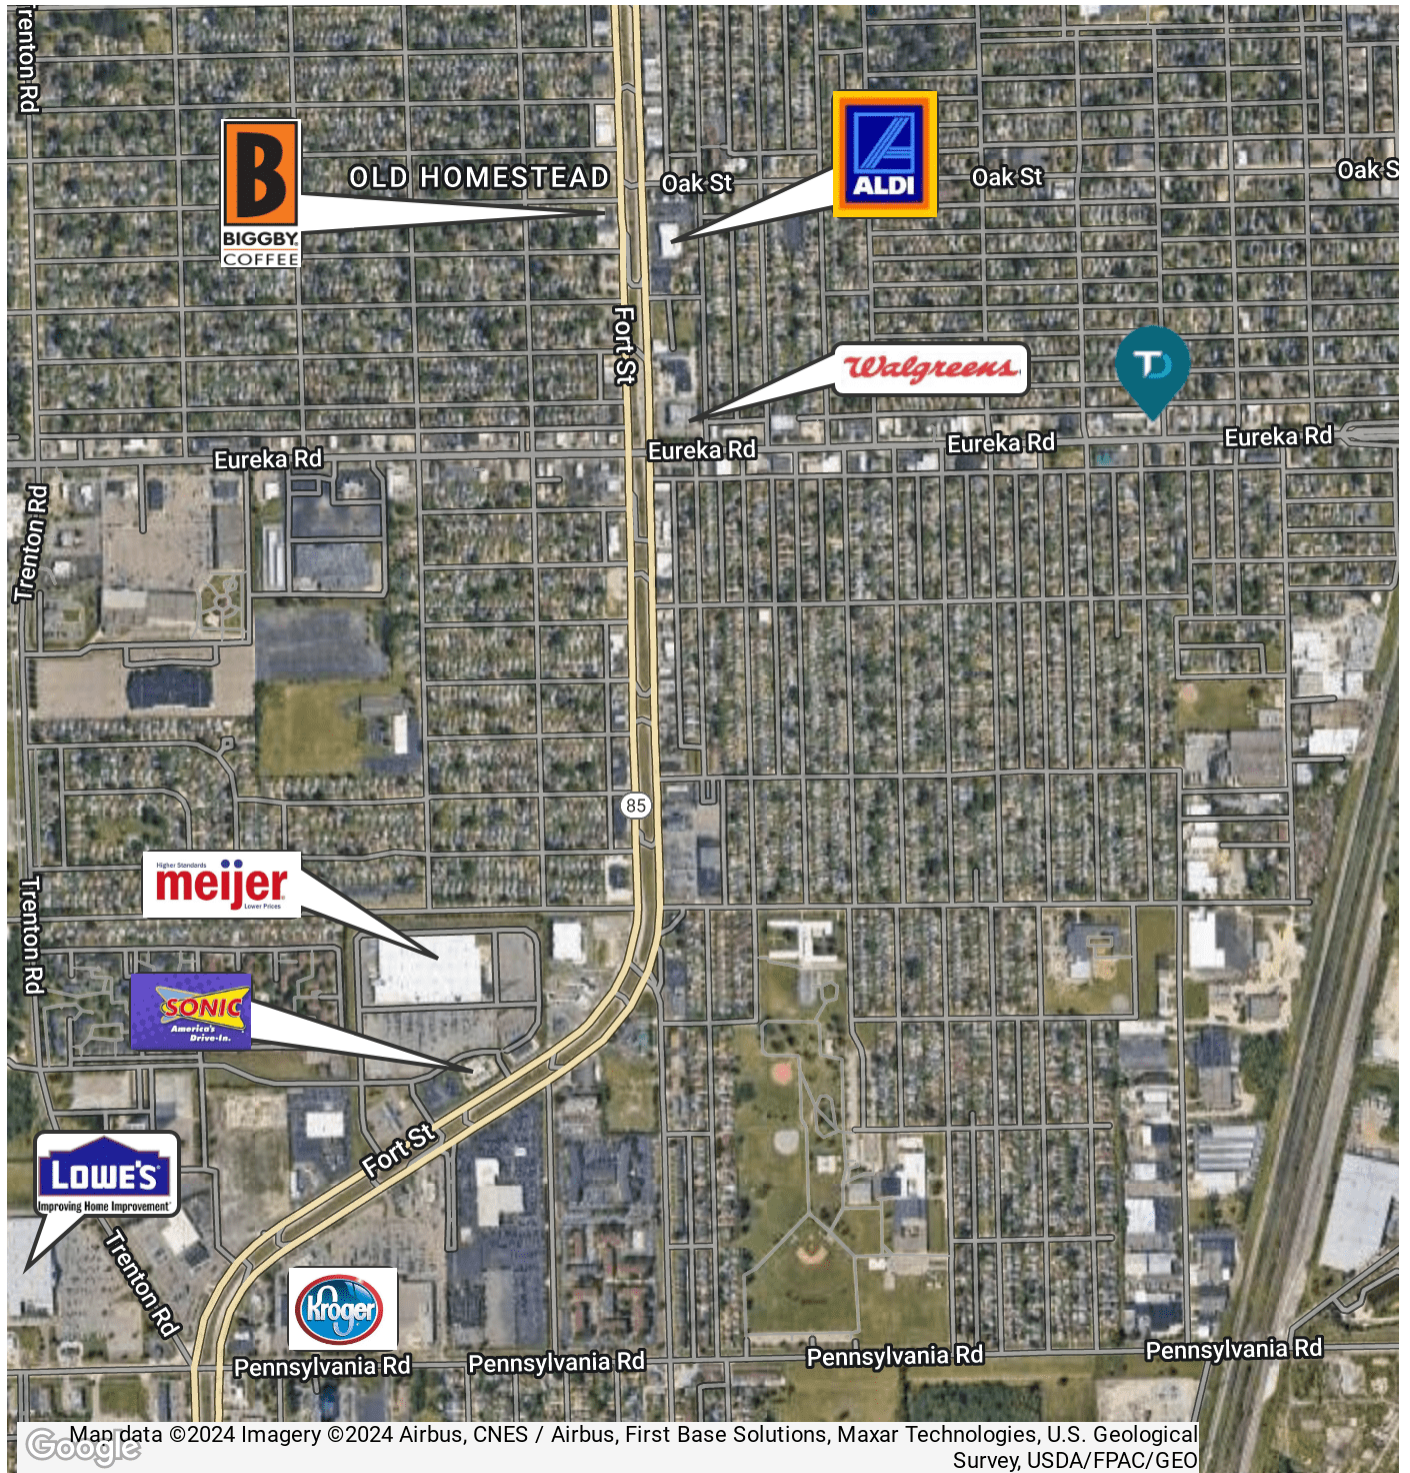 Trenton Rd
B
BIGGBY
COFFEE
OLD HOMESTEAD
Oak St
ALDI
Oak St
Oak S
Fort St
Walgreens
TD
Eureka Rd
Eureka Rd
Eureka Rd
Eureka Rd
Trenton Rd
85
Higher Standards
meijer
Lower Prices
Trenton Rd
SONIC
America's
Drive-In.
Fort St
LOWE'S
Improving Home Improvement
Trenton Rd
Kroger
Pennsylvania Rd
Pennsylvania Rd
Pennsylvania Rd
Pennsylvania Rd
Google
Map data ©2024 Imagery ©2024 Airbus, CNES / Airbus, First Base Solutions, Maxar Technologies, U.S. Geological
Survey, USDA/FPAC/GEO